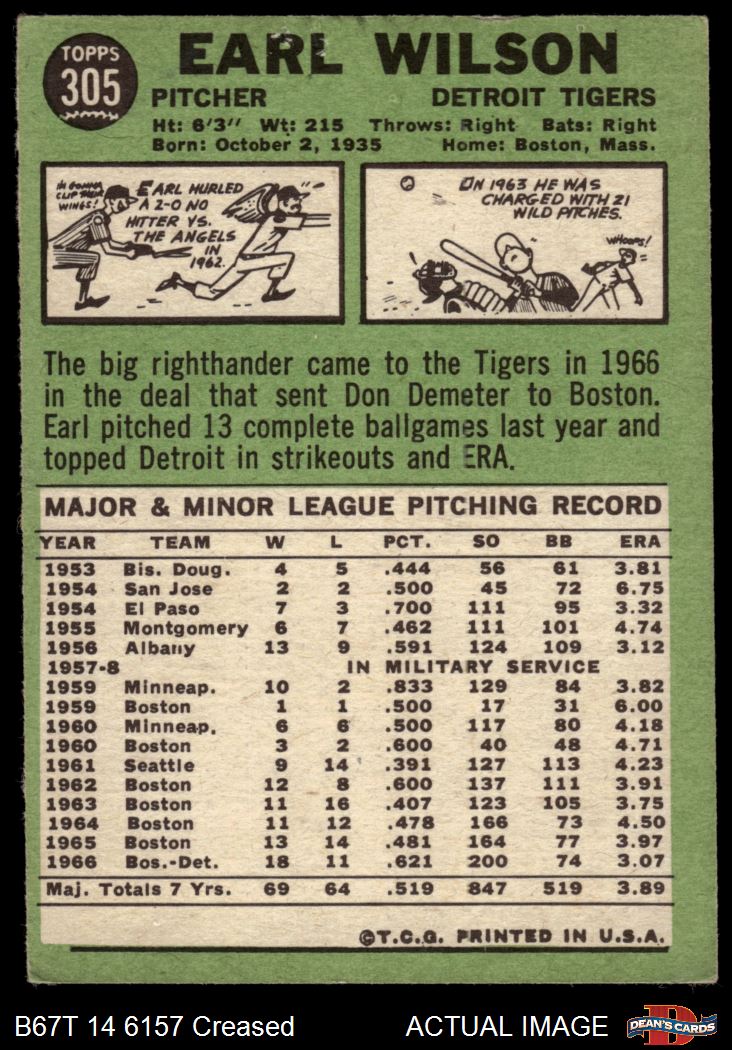 TOPPS
305
EARL WILSON
PITCHER DETROIT TIGERS
Ht: 6'3" Wt: 215 Throws: Right Bats: Right
Born: October 2, 1935 Home: Boston, Mass.
I'M GONNA
CLIP THEM
WINGS!
EARL HURLED
A 2-0 NO
HITTER VS.
THE ANGELS
IN
1962.
ON 1963 HE WAS
CHARGED WITH 21
WILD PITCHES.
WHOOPS!
The big righthander came to the Tigers in 1966
in the deal that sent Don Demeter to Boston.
Earl pitched 13 complete ballgames last year and
topped Detroit in strikeouts and ERA.
MAJOR & MINOR LEAGUE PITCHING RECORD
YEAR TEAM W L PCT. SO BB ERA
1953 Bis. Doug. 4 5 .444 56 61 3.81
1954 San Jose 2 2 .500 45 72 6.75
1954 El Paso 7 3 .700 111 95 3.32
1955 Montgomery 6 7 .462 111 101 4.74
1956 Albany 13 9 .591 124 109 3.12
1957-8 IN MILITARY SERVICE
1959 Minneap. 10 2 .833 129 84 3.82
1959 Boston 1 1 .500 17 31 6.00
1960 Minneap. 6 6 .500 117 80 4.18
1960 Boston 3 2 .600 40 48 4.71
1961 Seattle 9 14 .391 127 113 4.23
1962 Boston 12 8 .600 137 111 3.91
1963 Boston 11 16 .407 123 105 3.75
1964 Boston 11 12 .478 166 73 4.50
1965 Boston 13 14 .481 164 77 3.97
1966 Bos.-Det. 18 11 .621 200 74 3.07
Maj. Totals 7 Yrs. 69 64 .519 847 519 3.89
©T.C.G. PRINTED IN U.S.A.
B67T 14 6157 Creased ACTUAL IMAGE
D
DEAN'S CARDS